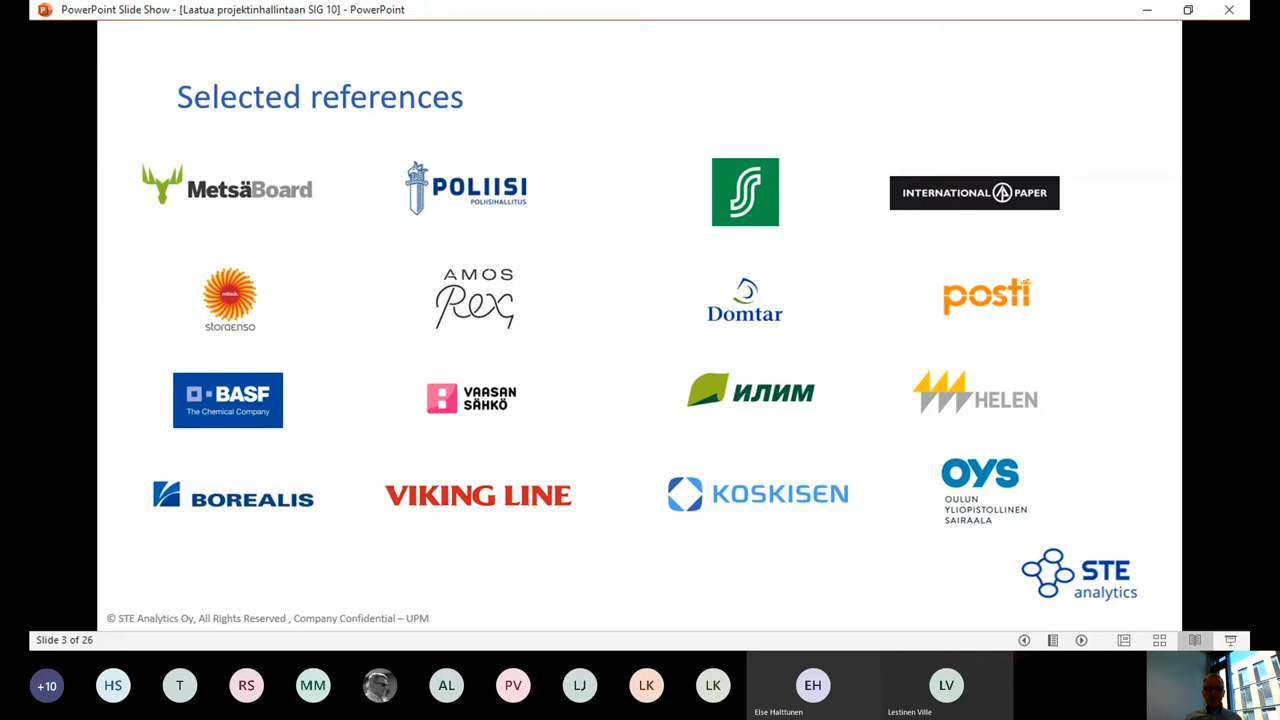 PowerPoint Slide Show - [Laatua projektinhallintaan SIG 10] - PowerPoint
Selected references
MetsäBoard
POLIISI
POLIISIHALLITUS
S
INTERNATIONAL PAPER
storaenso
AMOS
Rex
Domtar
posti
BASF
The Chemical Company
VAASAN
SÄHKÖ
ИЛИМ
HELEN
BOREALIS
VIKING LINE
KOSKISEN
OYS
OULUN
YLIOPISTOLLINEN
SAIRAALA
STE
analytics
© STE Analytics Oy, All Rights Reserved , Company Confidential – UPM
Slide 3 of 26
+10
HS
T
RS
MM
AL
PV
LJ
LK
LK
EH
LV
Else Halttunen
Lestinen Ville